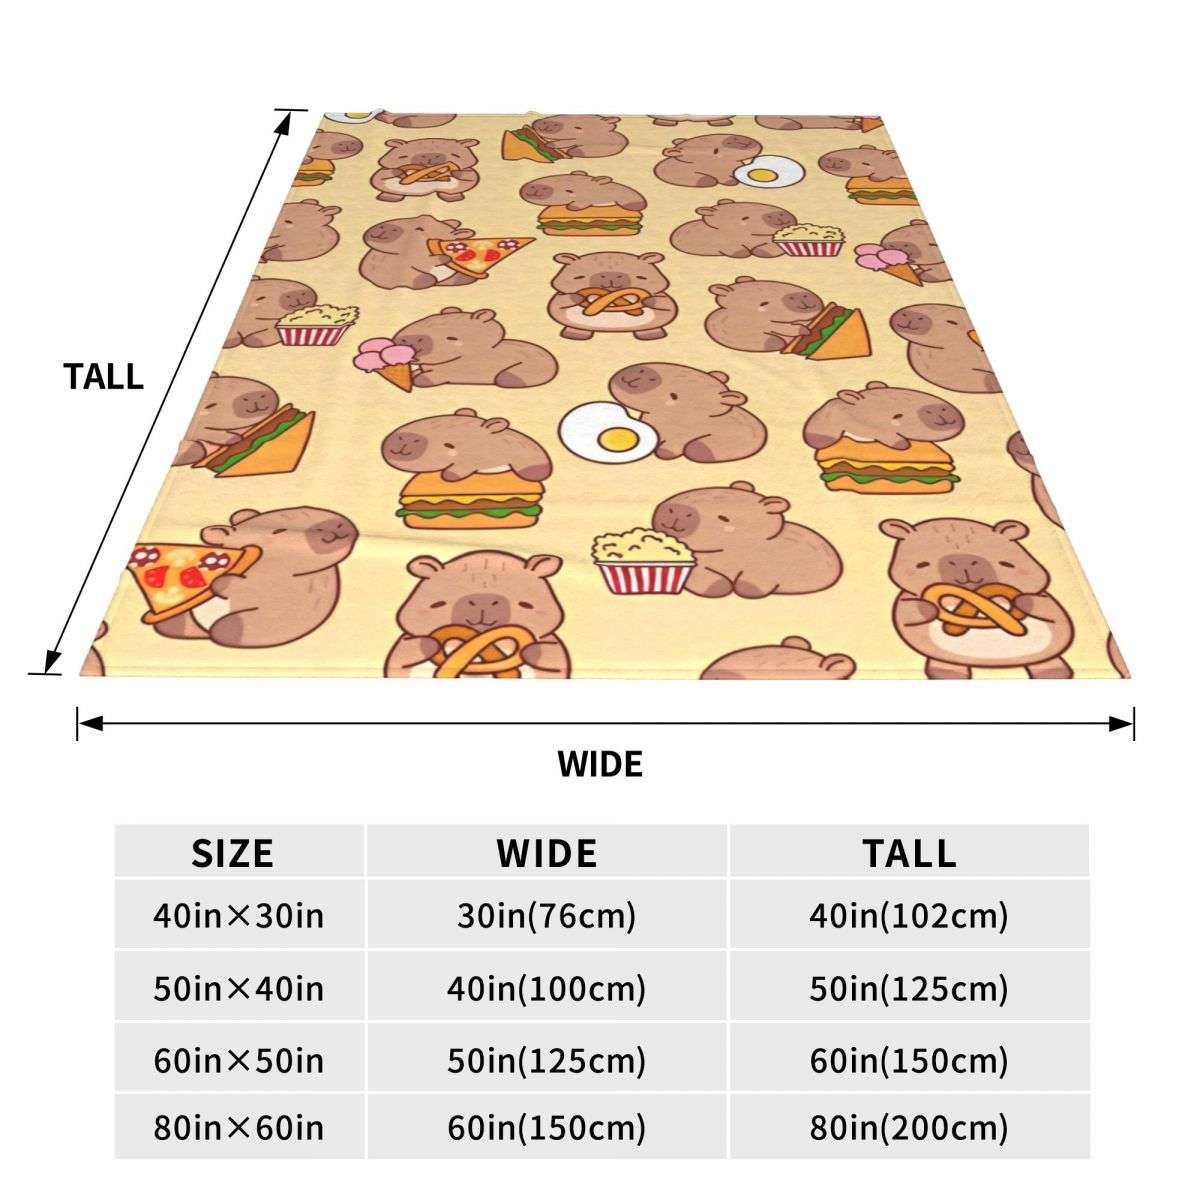 TALL
WIDE
SIZE WIDE TALL
40in×30in 30in(76cm) 40in(102cm)
50in×40in 40in(100cm) 50in(125cm)
60in×50in 50in(125cm) 60in(150cm)
80in×60in 60in(150cm) 80in(200cm)